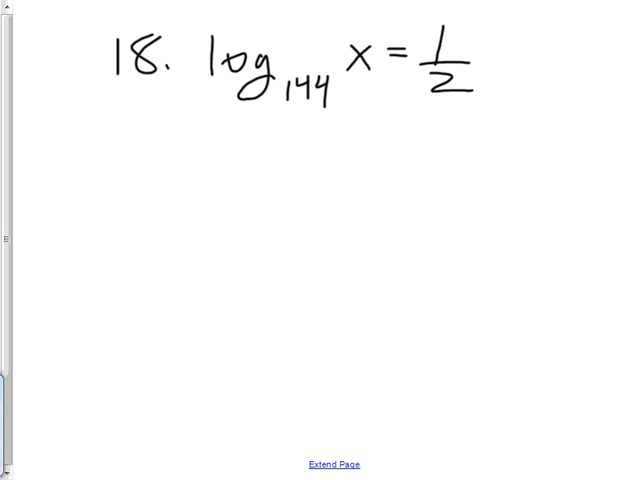 18. log₁₄₄ x = 1/2
Extend Page